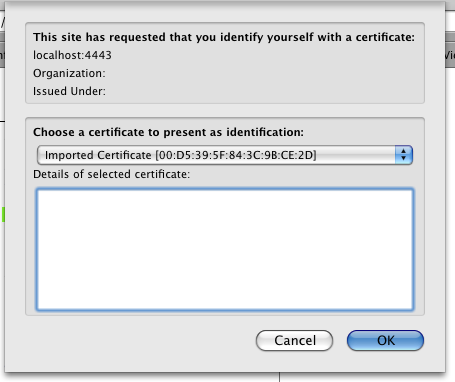 This site has requested that you identify yourself with a certificate:
localhost:4443
Organization:
Issued Under:
Choose a certificate to present as identification:
Imported Certificate [00:D5:39:5F:84:3C:9B:CE:2D]
Details of selected certificate:
Cancel
OK